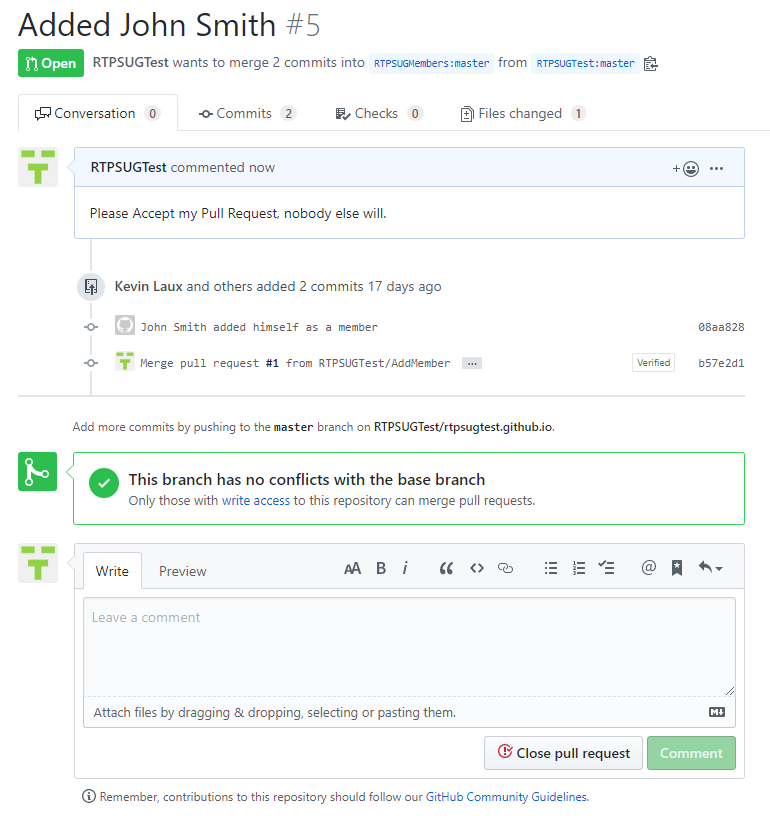 Added John Smith #5
Open RTPSUGTest wants to merge 2 commits into RTPSUGMembers:master from RTPSUGTest:master
Conversation 0 Commits 2 Checks 0 Files changed 1
RTPSUGTest commented now
Please Accept my Pull Request, nobody else will.
Kevin Laux and others added 2 commits 17 days ago
John Smith added himself as a member 08aa828
Merge pull request #1 from RTPSUGTest/AddMember ... Verified b57e2d1
Add more commits by pushing to the master branch on RTPSUGTest/rtpsugtest.github.io.
This branch has no conflicts with the base branch
Only those with write access to this repository can merge pull requests.
Write Preview AA B i
Leave a comment
Attach files by dragging & dropping, selecting or pasting them.
Close pull request Comment
Remember, contributions to this repository should follow our GitHub Community Guidelines.